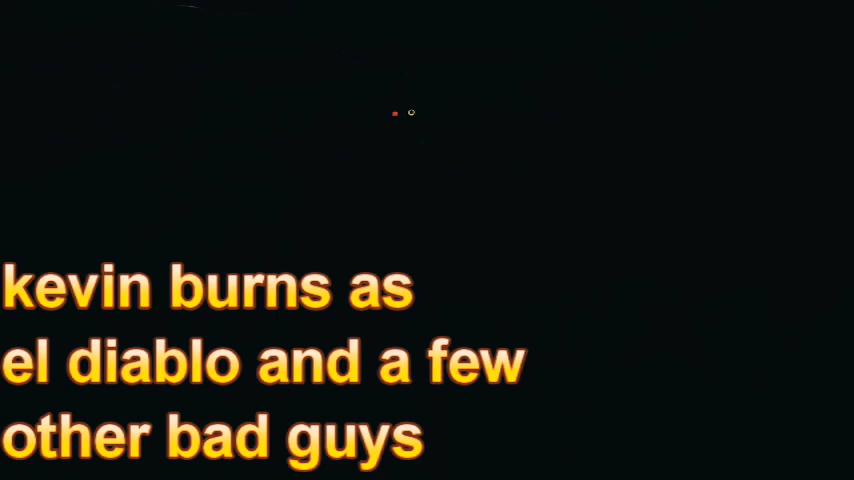 kevin burns as
el diablo and a few
other bad guys